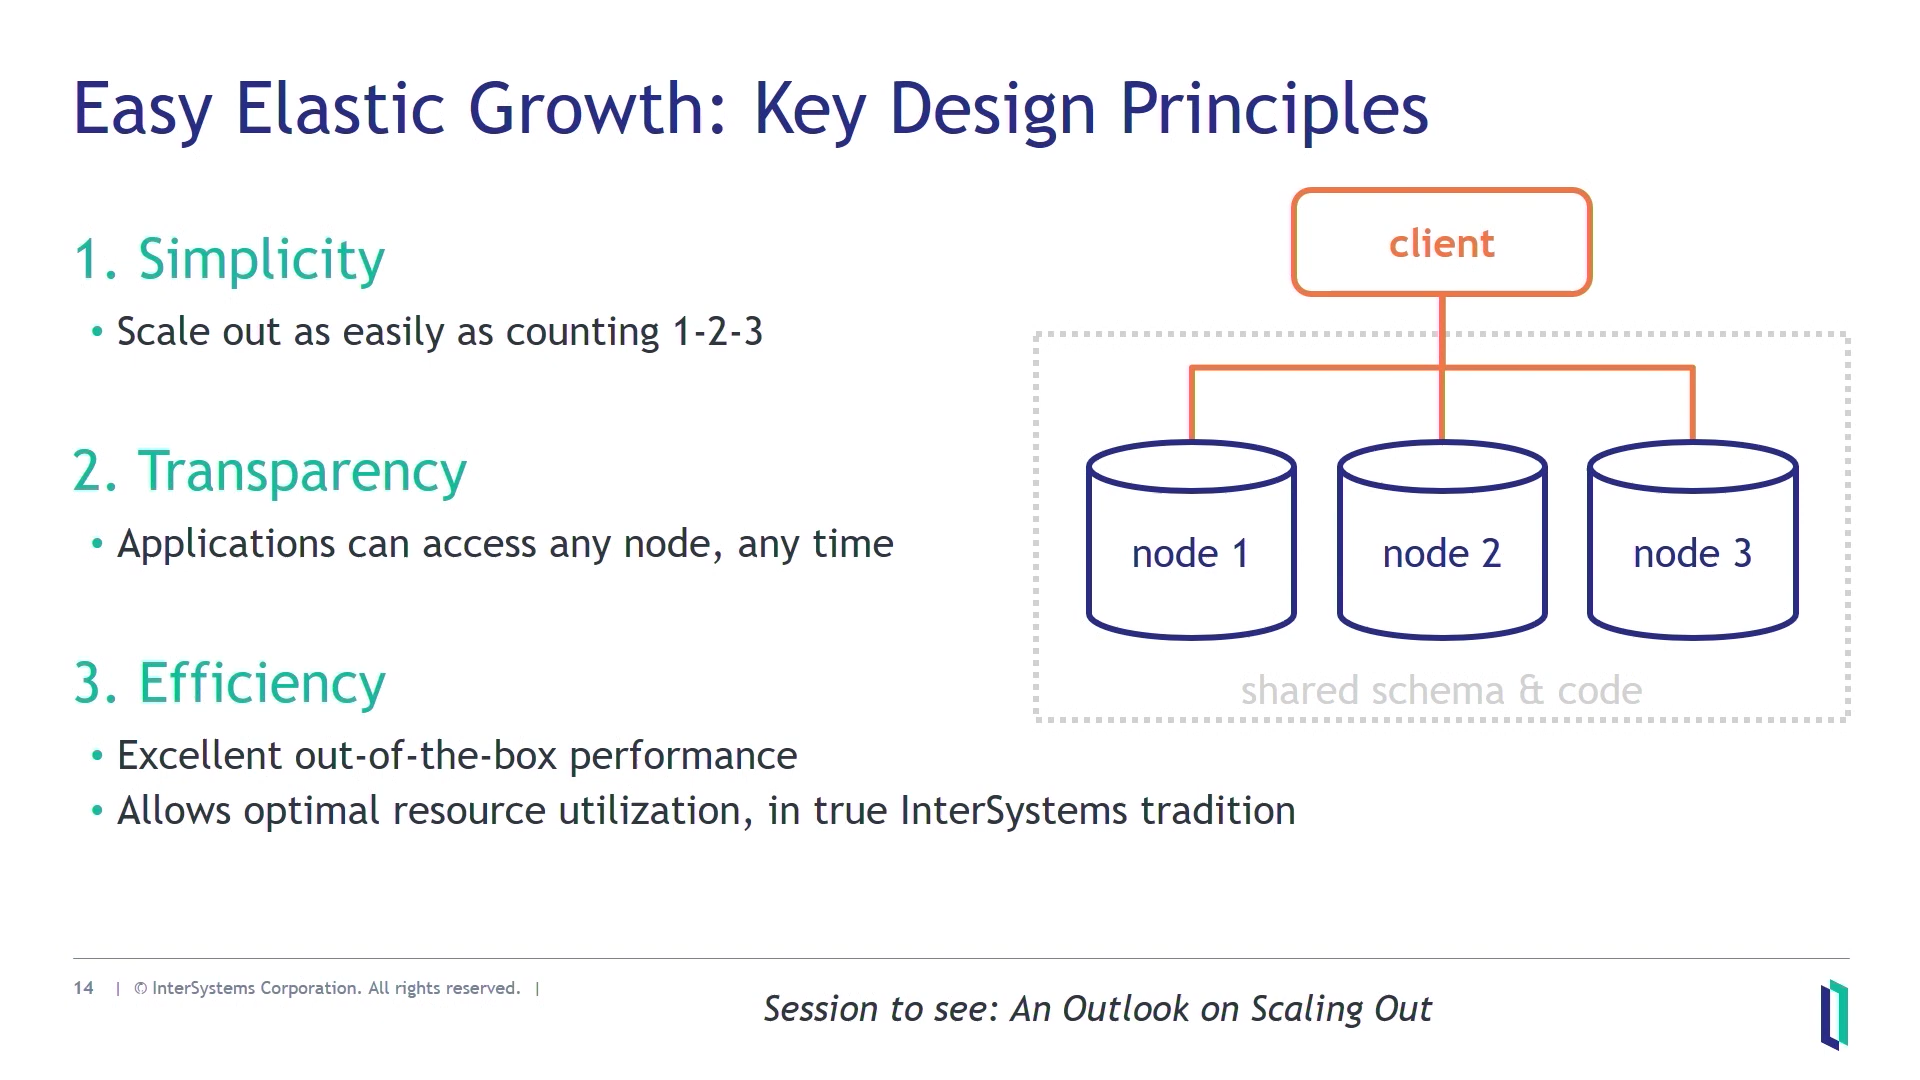 Easy Elastic Growth: Key Design Principles
1. Simplicity
• Scale out as easily as counting 1-2-3
2. Transparency
• Applications can access any node, any time
3. Efficiency
• Excellent out-of-the-box performance
• Allows optimal resource utilization, in true InterSystems tradition
client
node 1
node 2
node 3
shared schema & code
14 | © InterSystems Corporation. All rights reserved. |
Session to see: An Outlook on Scaling Out